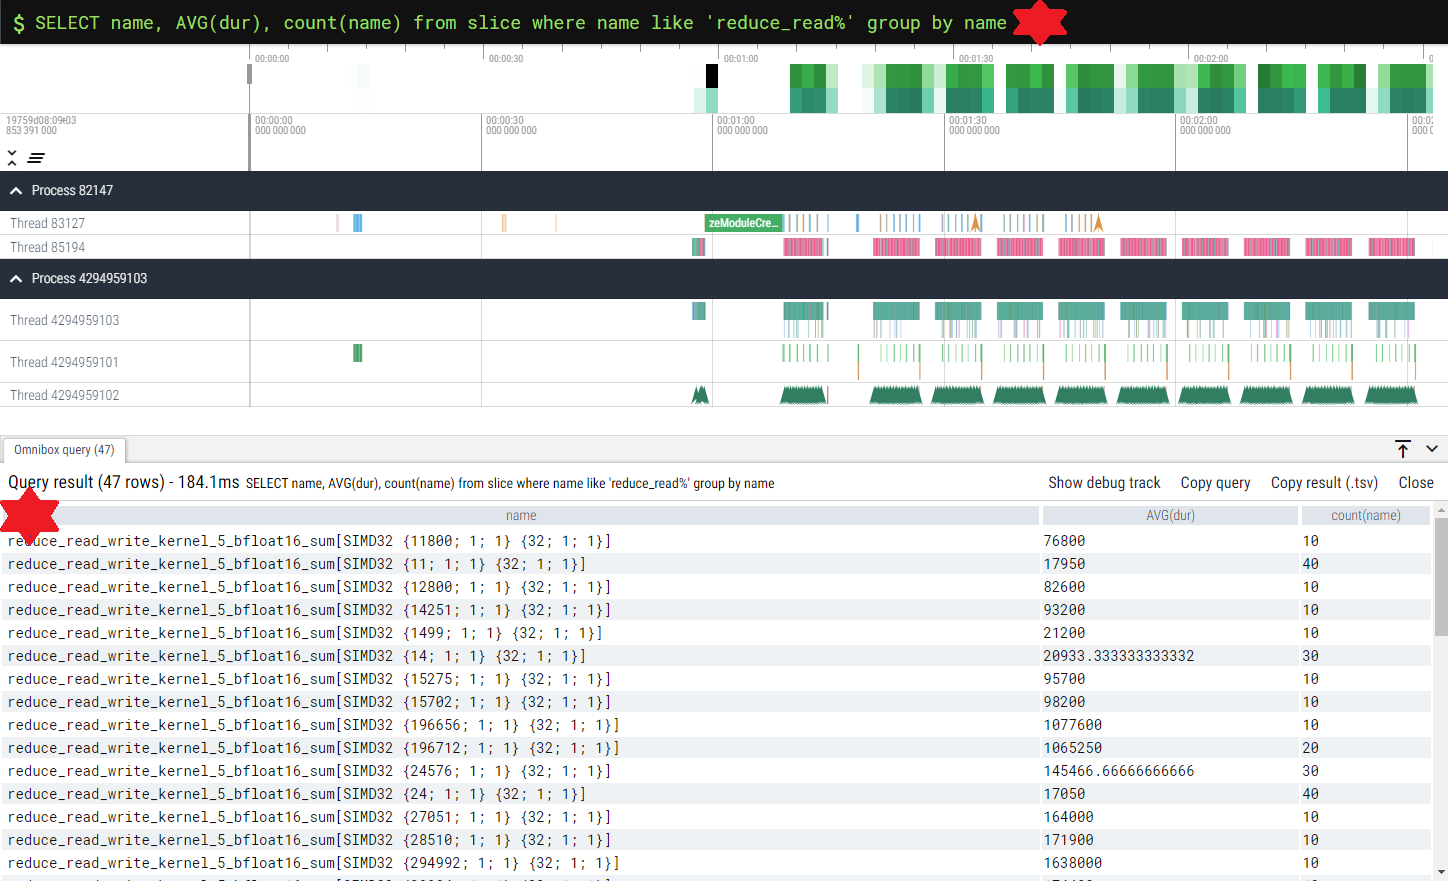 $ SELECT name, AVG(dur), count(name) from slice where name like 'reduce_read%' group by name
00:00:00 00:00:30 00:01:00 00:01:30 00:02:00
19759d08:09:03 00:00:00 00:00:30 00:01:00 00:01:30 00:02:00
853 391 000 000 000 000 000 000 000 000 000 000 000 000 000 000 000 000
Process 82147
Thread 83127 zeModuleCre...
Thread 85194
Process 4294959103
Thread 4294959103
Thread 4294959101
Thread 4294959102
Omnibox query (47)
Query result (47 rows) - 184.1ms SELECT name, AVG(dur), count(name) from slice where name like 'reduce_read%' group by name Show debug track Copy query Copy result (.tsv) Close
name AVG(dur) count(name)
reduce_read_write_kernel_5_bfloat16_sum[SIMD32 {11800; 1; 1} {32; 1; 1}] 76800 10
reduce_read_write_kernel_5_bfloat16_sum[SIMD32 {11; 1; 1} {32; 1; 1}] 17950 40
reduce_read_write_kernel_5_bfloat16_sum[SIMD32 {12800; 1; 1} {32; 1; 1}] 82600 10
reduce_read_write_kernel_5_bfloat16_sum[SIMD32 {14251; 1; 1} {32; 1; 1}] 93200 10
reduce_read_write_kernel_5_bfloat16_sum[SIMD32 {1499; 1; 1} {32; 1; 1}] 21200 10
reduce_read_write_kernel_5_bfloat16_sum[SIMD32 {14; 1; 1} {32; 1; 1}] 20933.333333333332 30
reduce_read_write_kernel_5_bfloat16_sum[SIMD32 {15275; 1; 1} {32; 1; 1}] 95700 10
reduce_read_write_kernel_5_bfloat16_sum[SIMD32 {15702; 1; 1} {32; 1; 1}] 98200 10
reduce_read_write_kernel_5_bfloat16_sum[SIMD32 {196656; 1; 1} {32; 1; 1}] 1077600 10
reduce_read_write_kernel_5_bfloat16_sum[SIMD32 {196712; 1; 1} {32; 1; 1}] 1065250 20
reduce_read_write_kernel_5_bfloat16_sum[SIMD32 {24576; 1; 1} {32; 1; 1}] 145466.66666666666 30
reduce_read_write_kernel_5_bfloat16_sum[SIMD32 {24; 1; 1} {32; 1; 1}] 17050 40
reduce_read_write_kernel_5_bfloat16_sum[SIMD32 {27051; 1; 1} {32; 1; 1}] 164000 10
reduce_read_write_kernel_5_bfloat16_sum[SIMD32 {28510; 1; 1} {32; 1; 1}] 171900 10
reduce_read_write_kernel_5_bfloat16_sum[SIMD32 {294992; 1; 1} {32; 1; 1}] 1638000 10